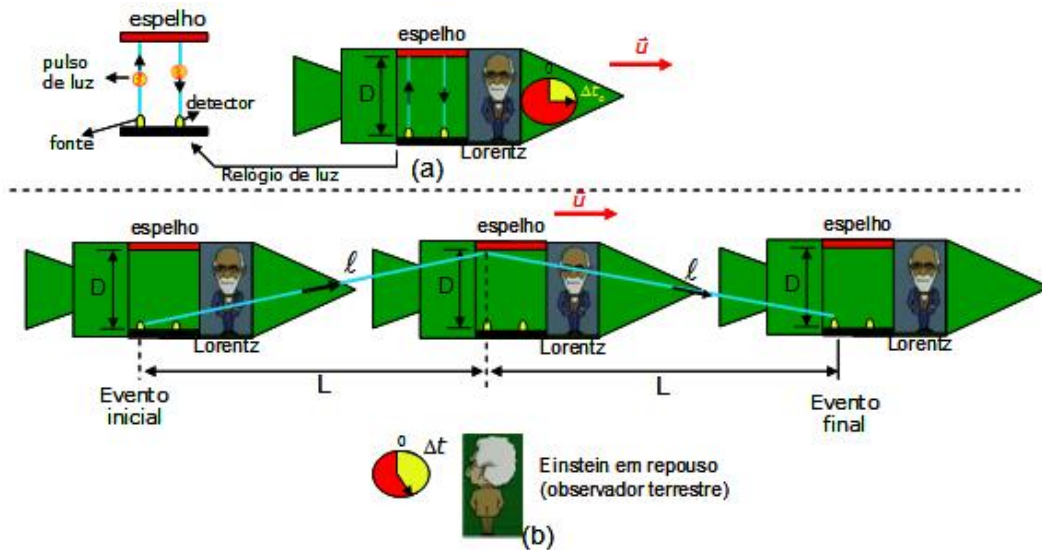 espelho
pulso
de luz
detector
fonte
Relógio de luz
espelho
D
0
Δt₀
u⃗
Lorentz
(a)
u⃗
espelho
espelho
espelho
D
ℓ
D
ℓ
D
Lorentz
Lorentz
Lorentz
L
L
Evento
inicial
Evento
final
0
Δt
Einstein em repouso
(observador terrestre)
(b)